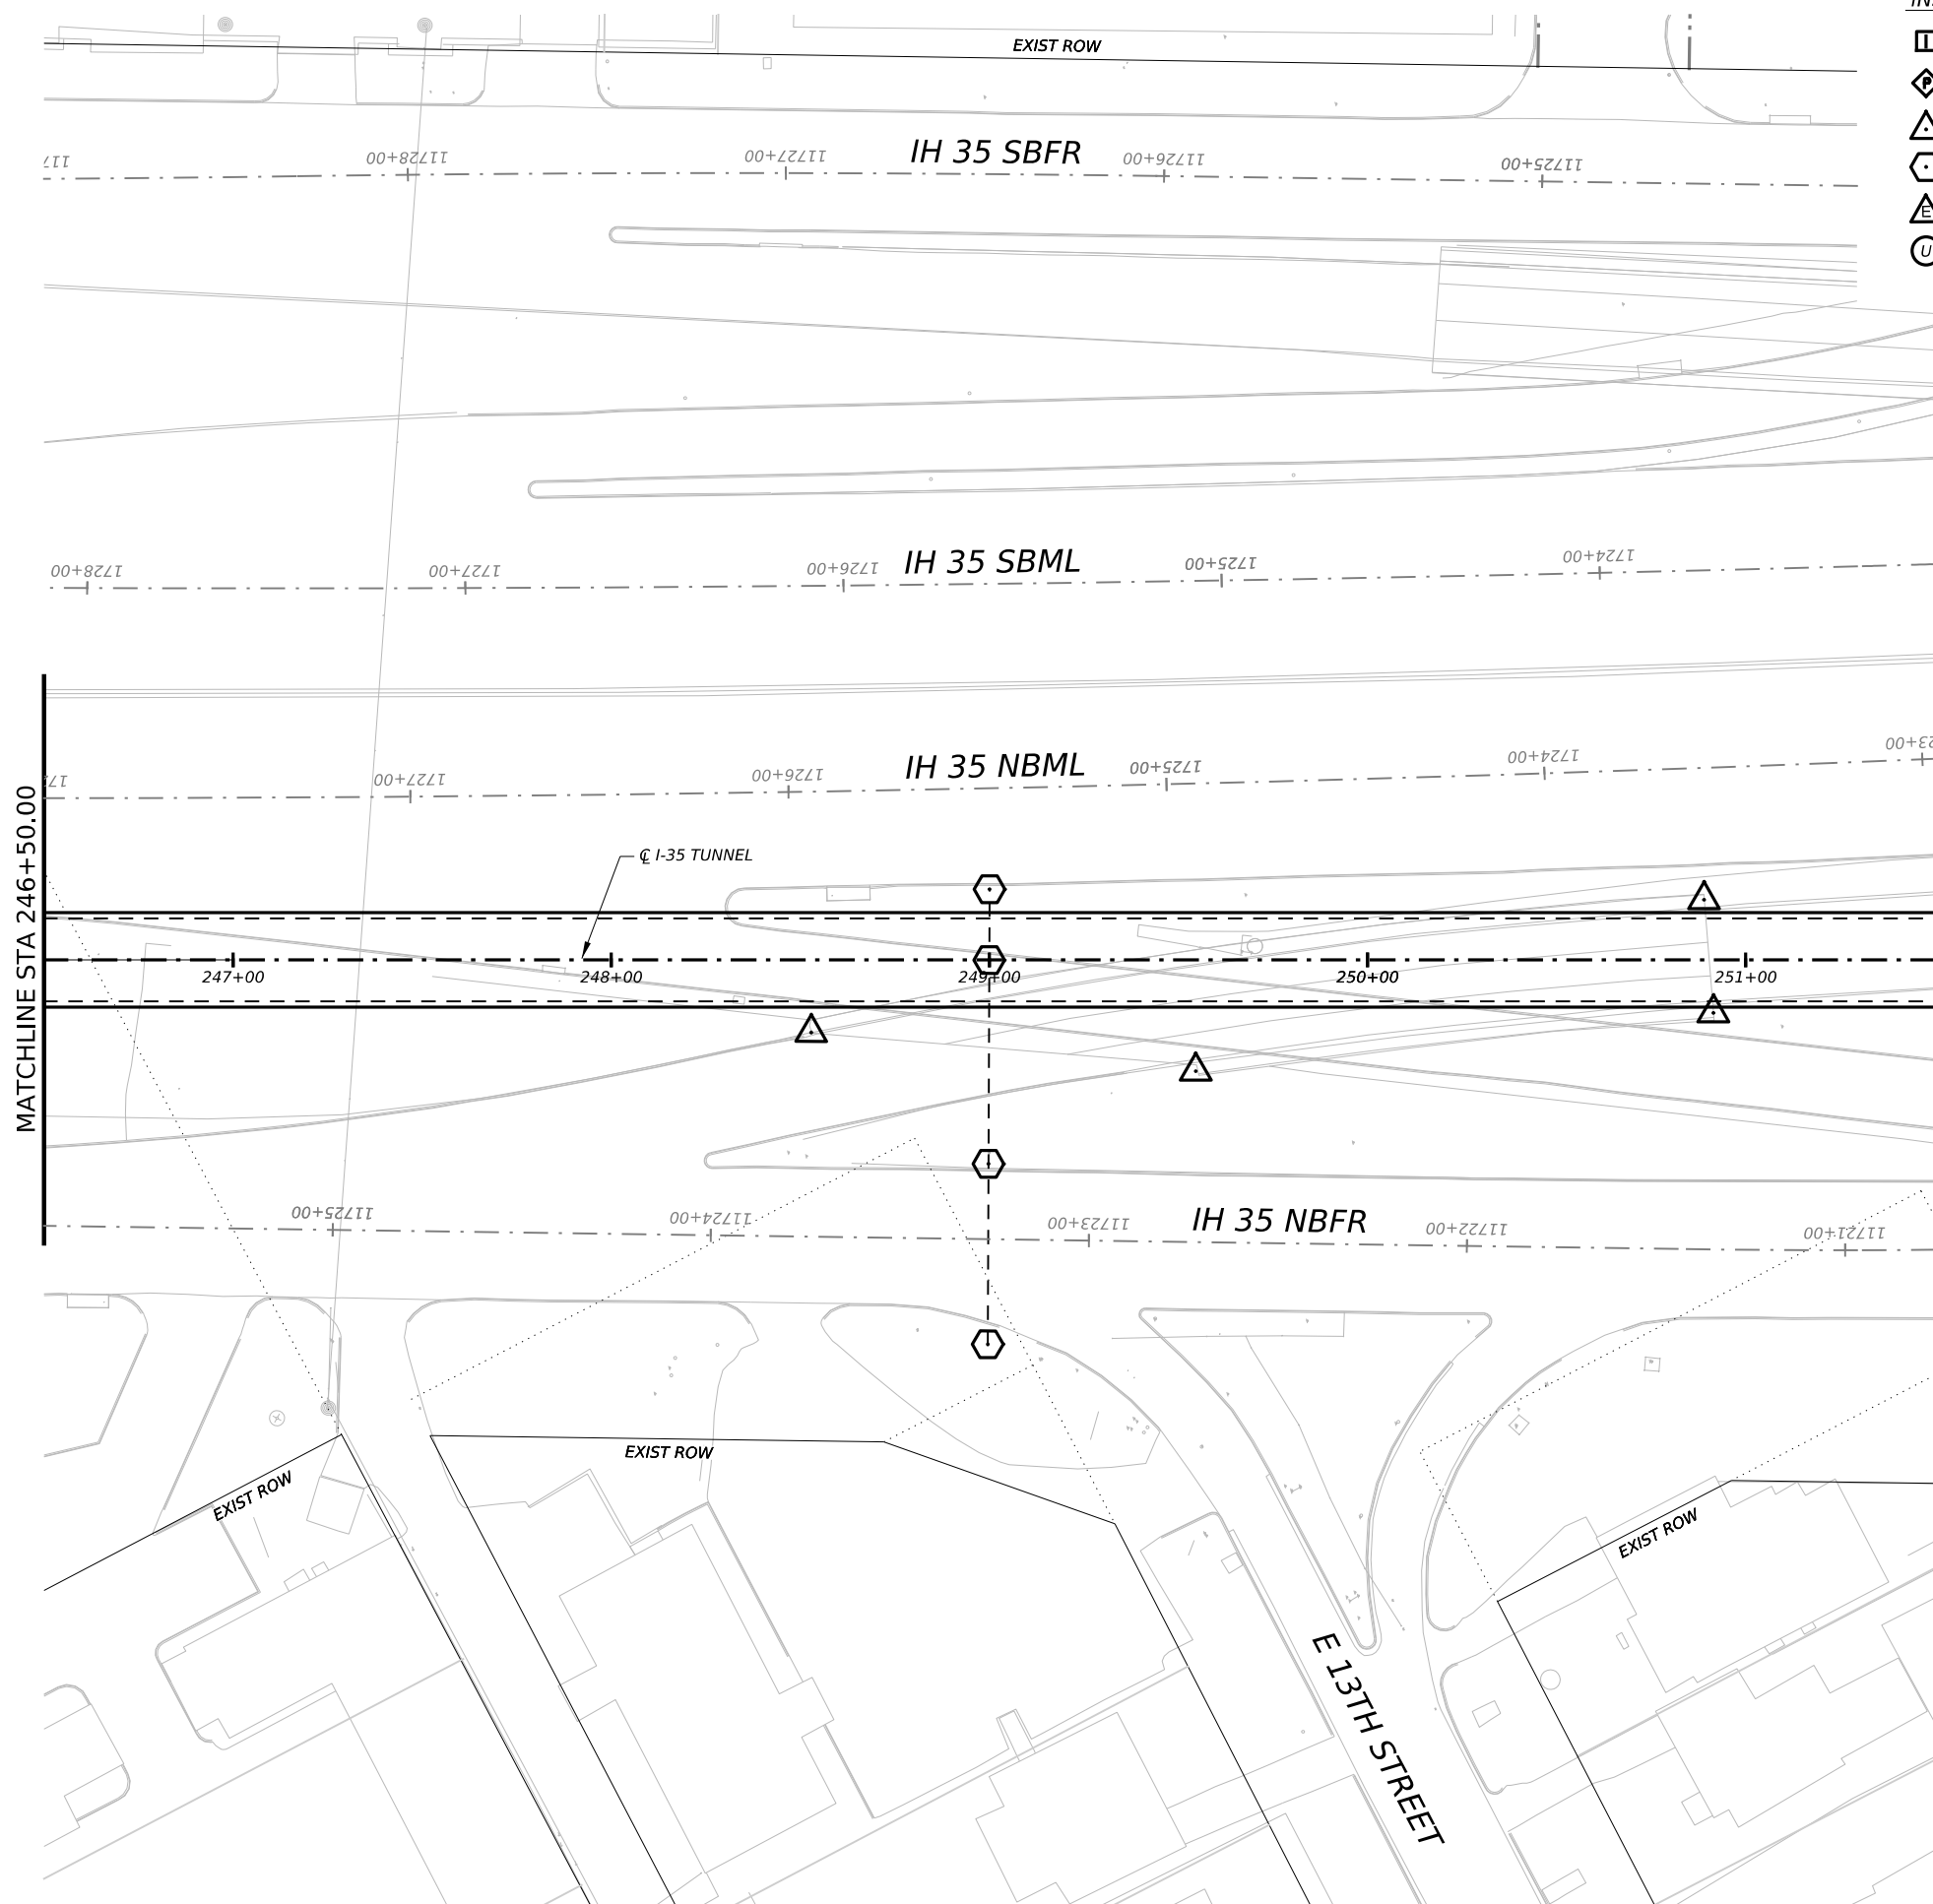 EXIST ROW
P
IH 35 SBFR
11728+00
11727+00
11726+00
11725+00
E
U
IH 35 SBML
1728+00
1727+00
1726+00
1725+00
1724+00
IH 35 NBML
1727+00
1726+00
1725+00
1724+00
MATCHLINE STA 246+50.00
℄ I-35 TUNNEL
247+00
248+00
249+00
250+00
251+00
IH 35 NBFR
11725+00
11724+00
11723+00
11722+00
11721+00
EXIST ROW
EXIST ROW
EXIST ROW
E 13TH STREET